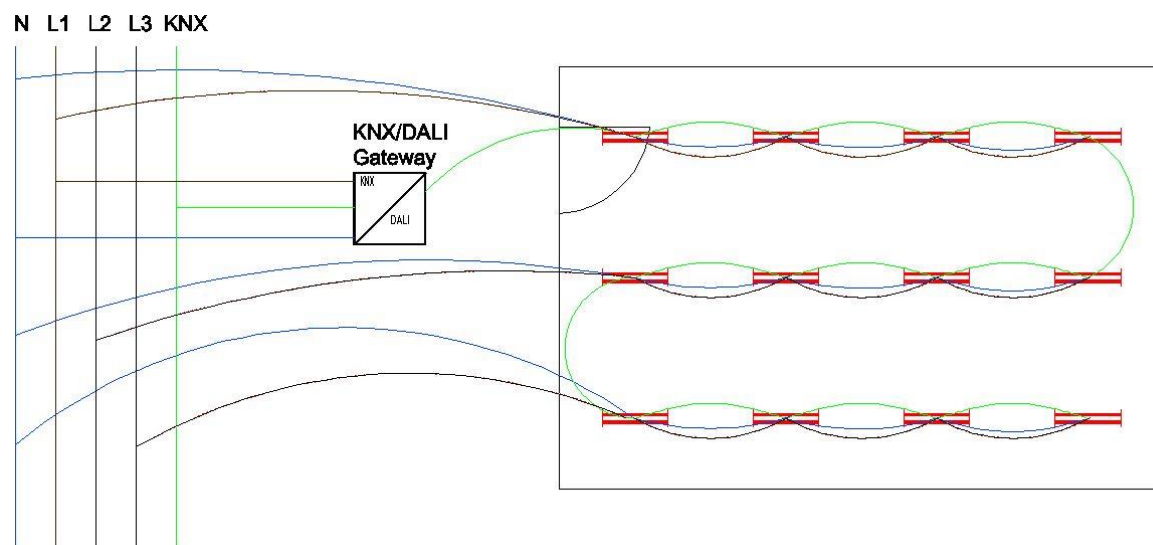 N L1 L2 L3 KNX
KNX/DALI
Gateway
KNX
DALI